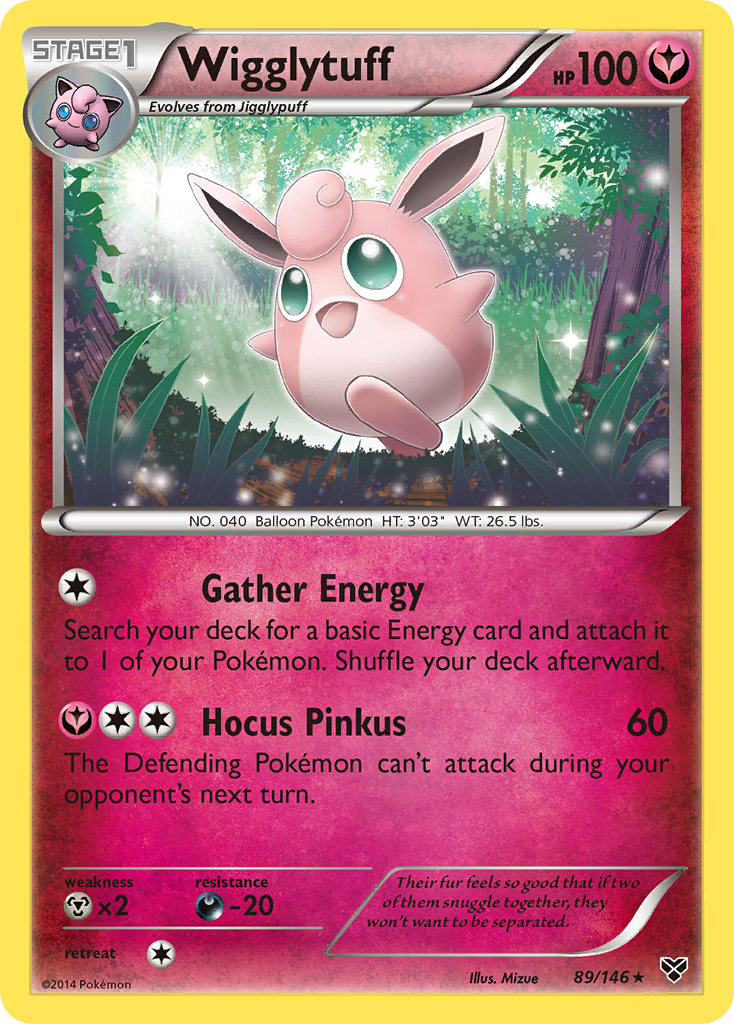 STAGE1
Wigglytuff
HP100
Evolves from Jigglypuff
NO. 040 Balloon Pokémon HT: 3'03" WT: 26.5 lbs.
Gather Energy
Search your deck for a basic Energy card and attach it
to 1 of your Pokémon. Shuffle your deck afterward.
Hocus Pinkus 60
The Defending Pokémon can't attack during your
opponent's next turn.
weakness
×2
resistance
-20
retreat
Their fur feels so good that if two
of them snuggle together, they
won't want to be separated.
©2014 Pokémon
Illus. Mizue
89/146★